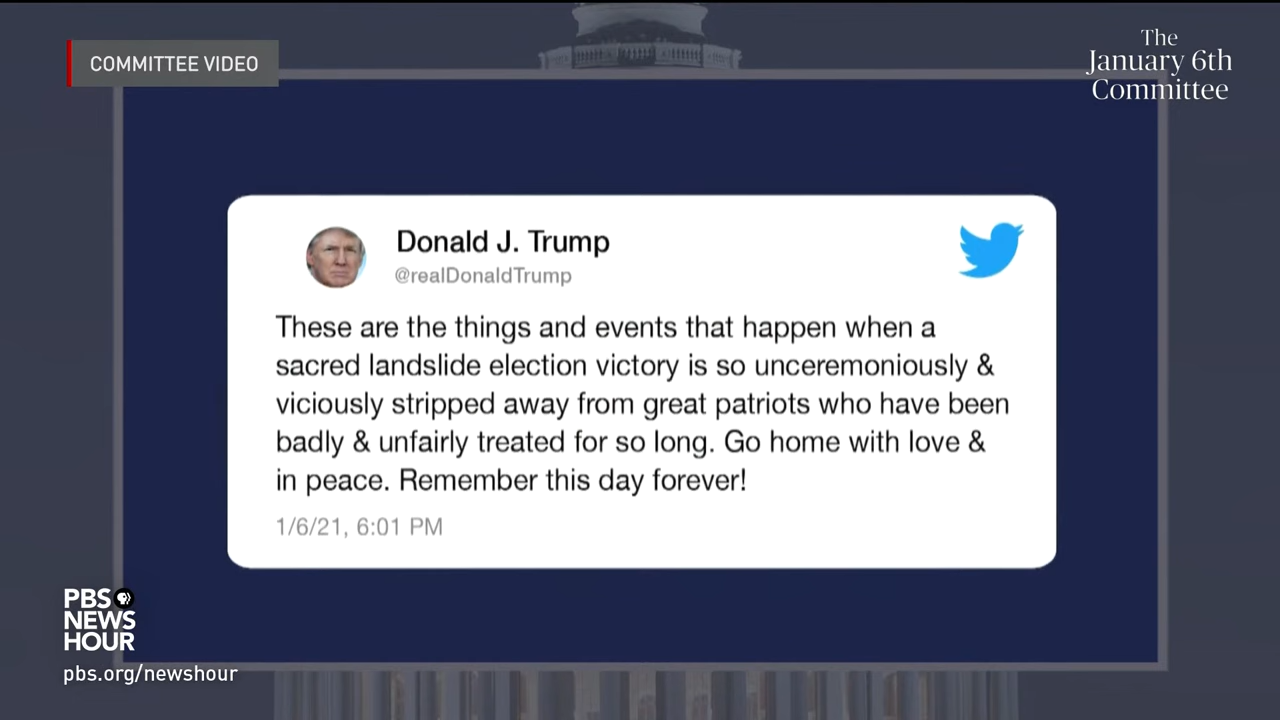 COMMITTEE VIDEO
The
January 6th
Committee
Donald J. Trump
@realDonaldTrump
These are the things and events that happen when a
sacred landslide election victory is so unceremoniously &
viciously stripped away from great patriots who have been
badly & unfairly treated for so long. Go home with love &
in peace. Remember this day forever!
1/6/21, 6:01 PM
PBS
NEWS
HOUR
pbs.org/newshour